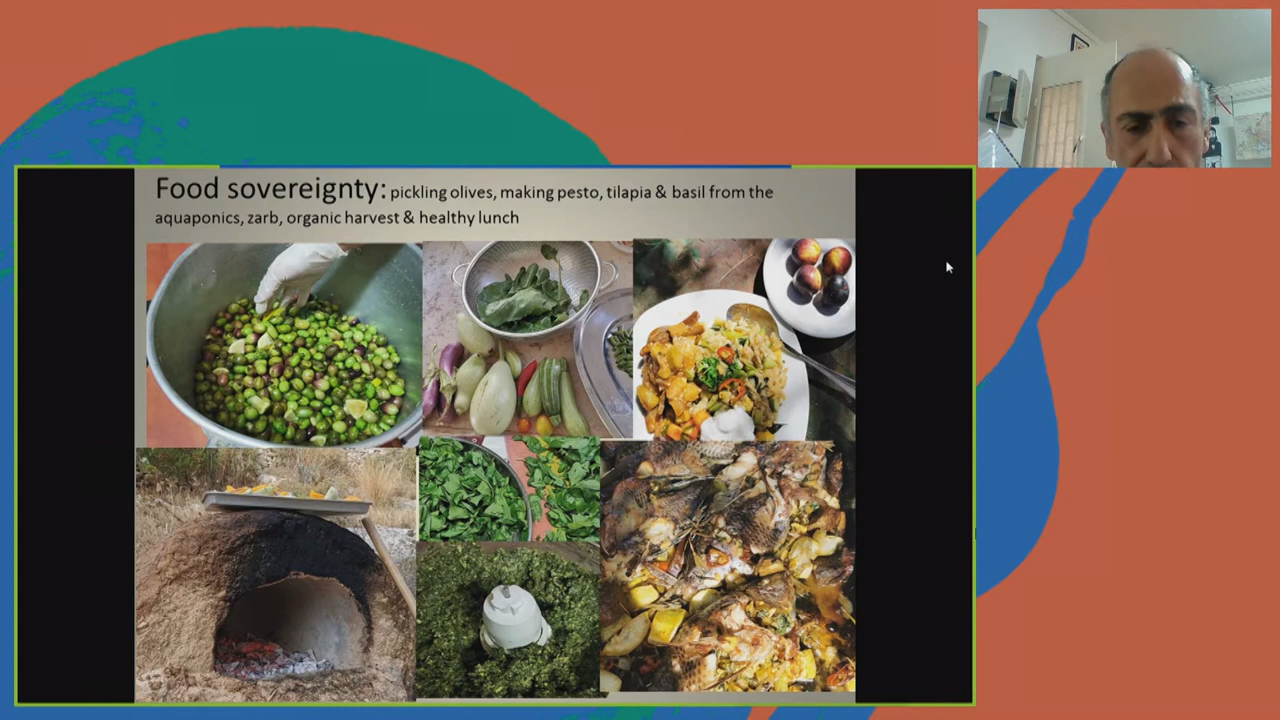 Food sovereignty: pickling olives, making pesto, tilapia & basil from the
aquaponics, zarb, organic harvest & healthy lunch